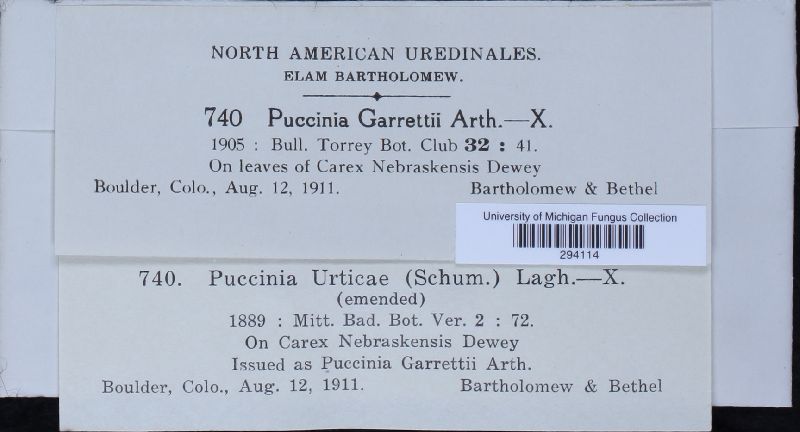 NORTH AMERICAN UREDINALES.
ELAM BARTHOLOMEW.
740 Puccinia Garrettii Arth.—X.
1905 : Bull. Torrey Bot. Club 32 : 41.
On leaves of Carex Nebraskensis Dewey
Boulder, Colo., Aug. 12, 1911. Bartholomew & Bethel
University of Michigan Fungus Collection
294114
740. Puccinia Urticae (Schum.) Lagh.—X.
(emended)
1889 : Mitt. Bad. Bot. Ver. 2 : 72.
On Carex Nebraskensis Dewey
Issued as Puccinia Garrettii Arth.
Boulder, Colo., Aug. 12, 1911. Bartholomew & Bethel